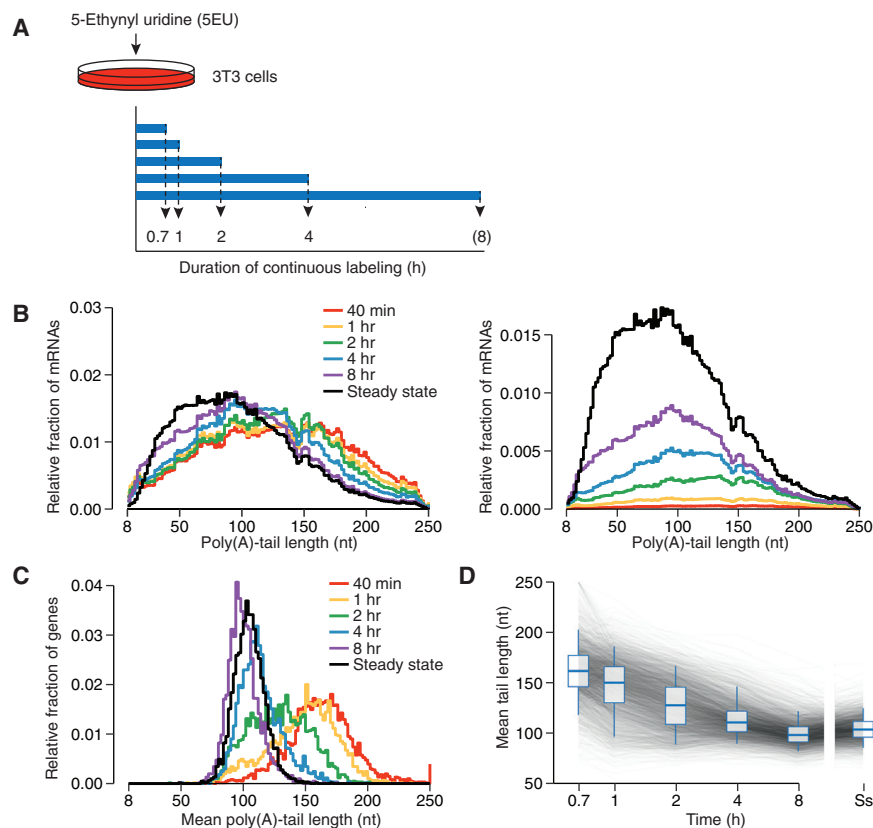 A
5-Ethynyl uridine (5EU)
3T3 cells
0.7 1 2 4 (8)
Duration of continuous labeling (h)
B
Relative fraction of mRNAs
0.03
0.02
0.01
0.00
40 min
1 hr
2 hr
4 hr
8 hr
Steady state
8 50 100 150 200 250
Poly(A)-tail length (nt)
Relative fraction of mRNAs
0.015
0.010
0.005
0.000
8 50 100 150 200 250
Poly(A)-tail length (nt)
C
Relative fraction of genes
0.04
0.03
0.02
0.01
0.00
40 min
1 hr
2 hr
4 hr
8 hr
Steady state
8 50 100 150 200 250
Mean poly(A)-tail length (nt)
D
Mean tail length (nt)
250
200
150
100
50
0.7 1 2 4 8 Ss
Time (h)